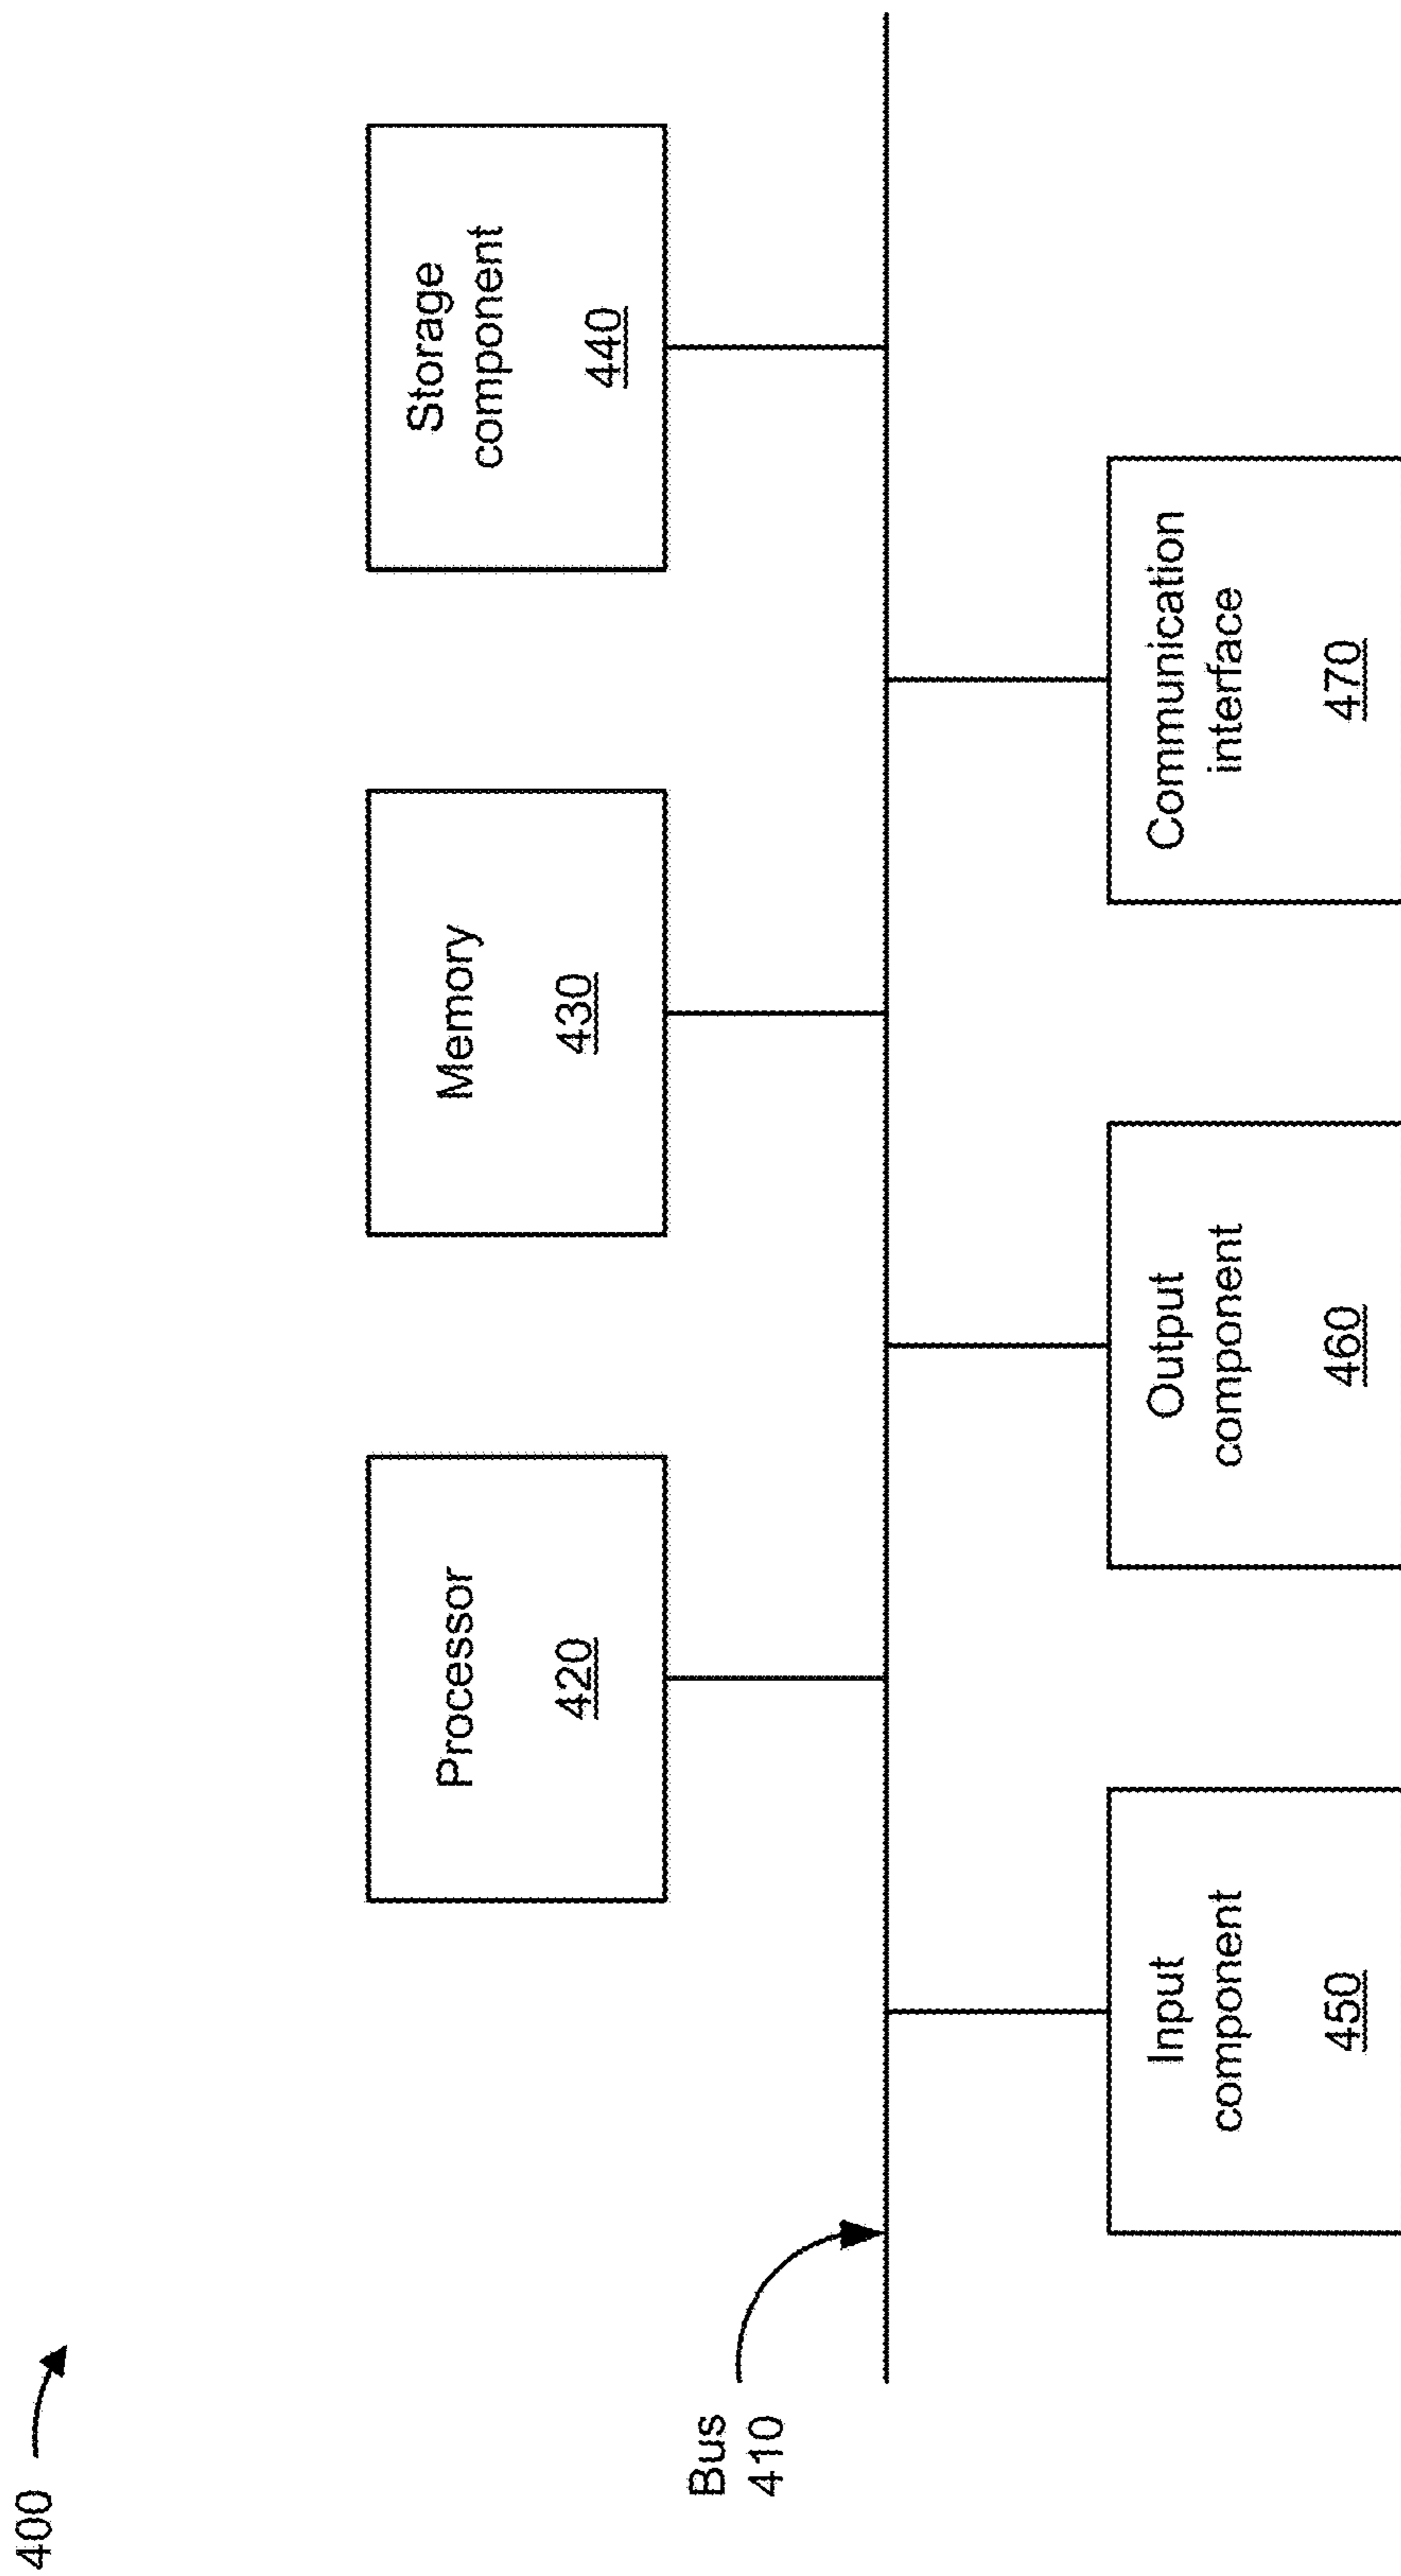 400
Bus
410
Processor
420
Memory
430
Storage
component
440
Input
component
450
Output
component
460
Communication
interface
470